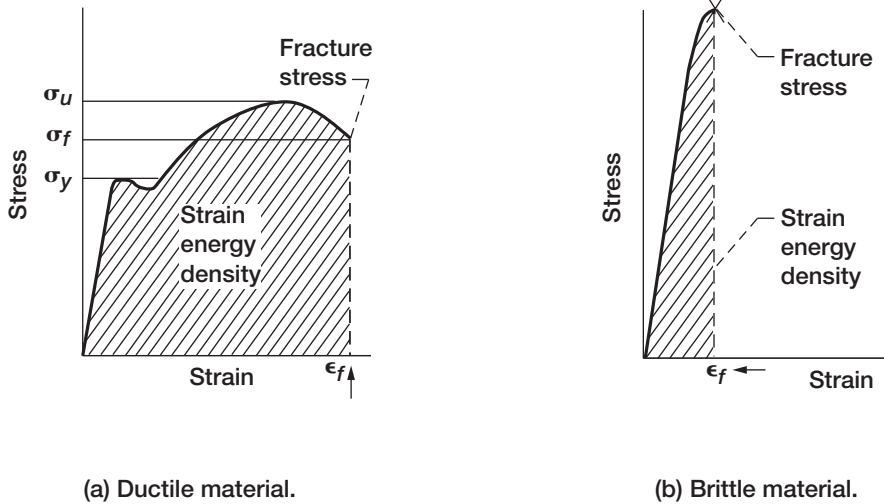 Fracture
stress
σu
σf
σy
Stress
Strain
energy
density
Strain
ϵf
(a) Ductile material.
Fracture
stress
Stress
Strain
energy
density
ϵf
Strain
(b) Brittle material.